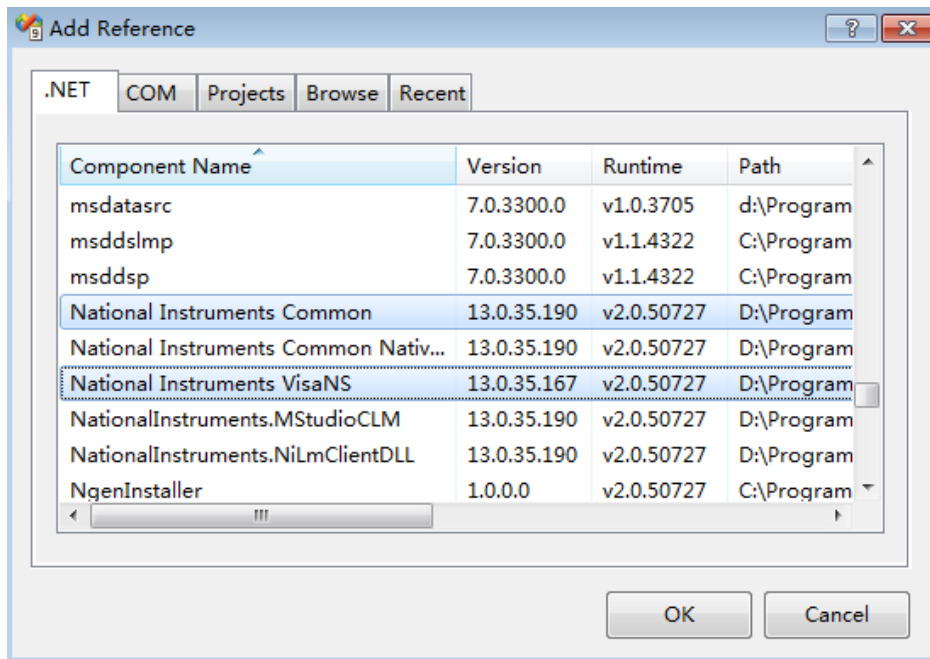 Add Reference
.NET COM Projects Browse Recent
Component Name Version Runtime Path
msdatasrc 7.0.3300.0 v1.0.3705 d:\Program
msddslmp 7.0.3300.0 v1.1.4322 C:\Program
msddsp 7.0.3300.0 v1.1.4322 C:\Program
National Instruments Common 13.0.35.190 v2.0.50727 D:\Program
National Instruments Common Nativ... 13.0.35.190 v2.0.50727 D:\Program
National Instruments VisaNS 13.0.35.167 v2.0.50727 D:\Program
NationalInstruments.MStudioCLM 13.0.35.190 v2.0.50727 D:\Program
NationalInstruments.NiLmClientDLL 13.0.35.190 v2.0.50727 D:\Program
NgenInstaller 1.0.0.0 v2.0.50727 C:\Program
OK Cancel